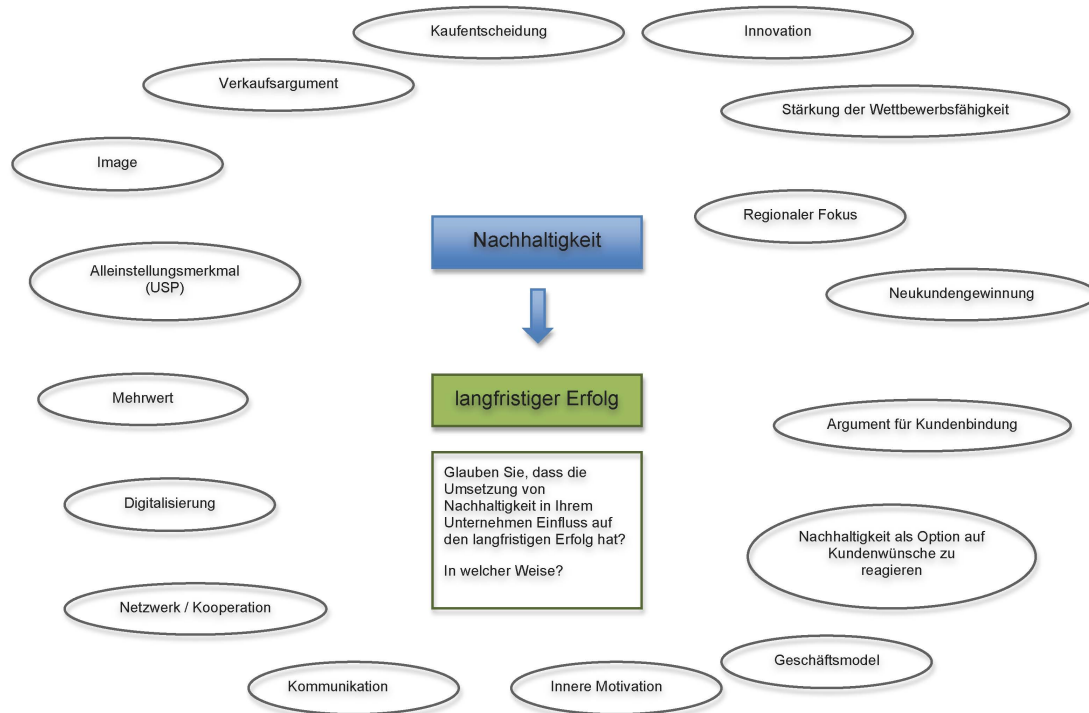 Kaufentscheidung
Innovation
Verkaufsargument
Stärkung der Wettbewerbsfähigkeit
Image
Regionaler Fokus
Nachhaltigkeit
Alleinstellungsmerkmal
(USP)
Neukundengewinnung
langfristiger Erfolg
Mehrwert
Argument für Kundenbindung
Glauben Sie, dass die
Umsetzung von
Nachhaltigkeit in Ihrem
Unternehmen Einfluss auf
den langfristigen Erfolg hat?
In welcher Weise?
Digitalisierung
Nachhaltigkeit als Option auf
Kundenwünsche zu
reagieren
Netzwerk / Kooperation
Geschäftsmodel
Kommunikation
Innere Motivation